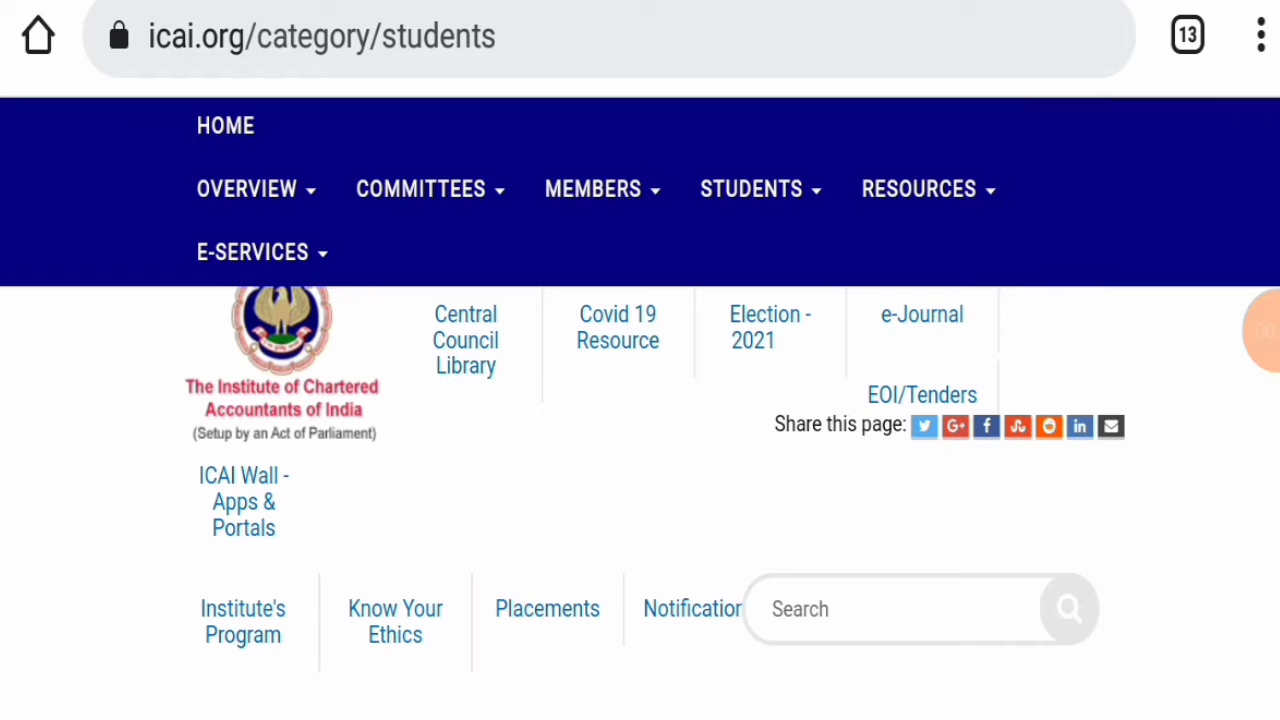 icai.org/category/students
13
HOME
OVERVIEW
COMMITTEES
MEMBERS
STUDENTS
RESOURCES
E-SERVICES
The Institute of Chartered
Accountants of India
(Setup by an Act of Parliament)
Central
Council
Library
Covid 19
Resource
Election -
2021
e-Journal
EOI/Tenders
Share this page:
G+
f
in
ICAI Wall -
Apps &
Portals
Institute's
Program
Know Your
Ethics
Placements
Notification
Search